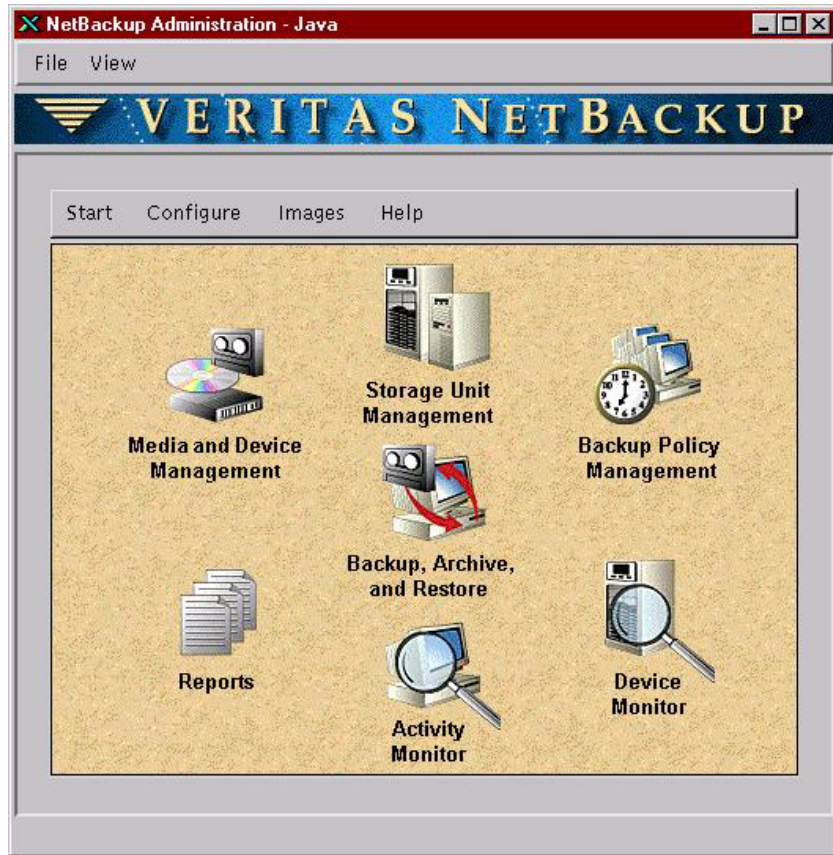 NetBackup Administration - Java
File View
VERITAS NETBACKUP
Start Configure Images Help
Storage Unit
Management
Media and Device
Management
Backup Policy
Management
Backup, Archive,
and Restore
Reports
Device
Monitor
Activity
Monitor